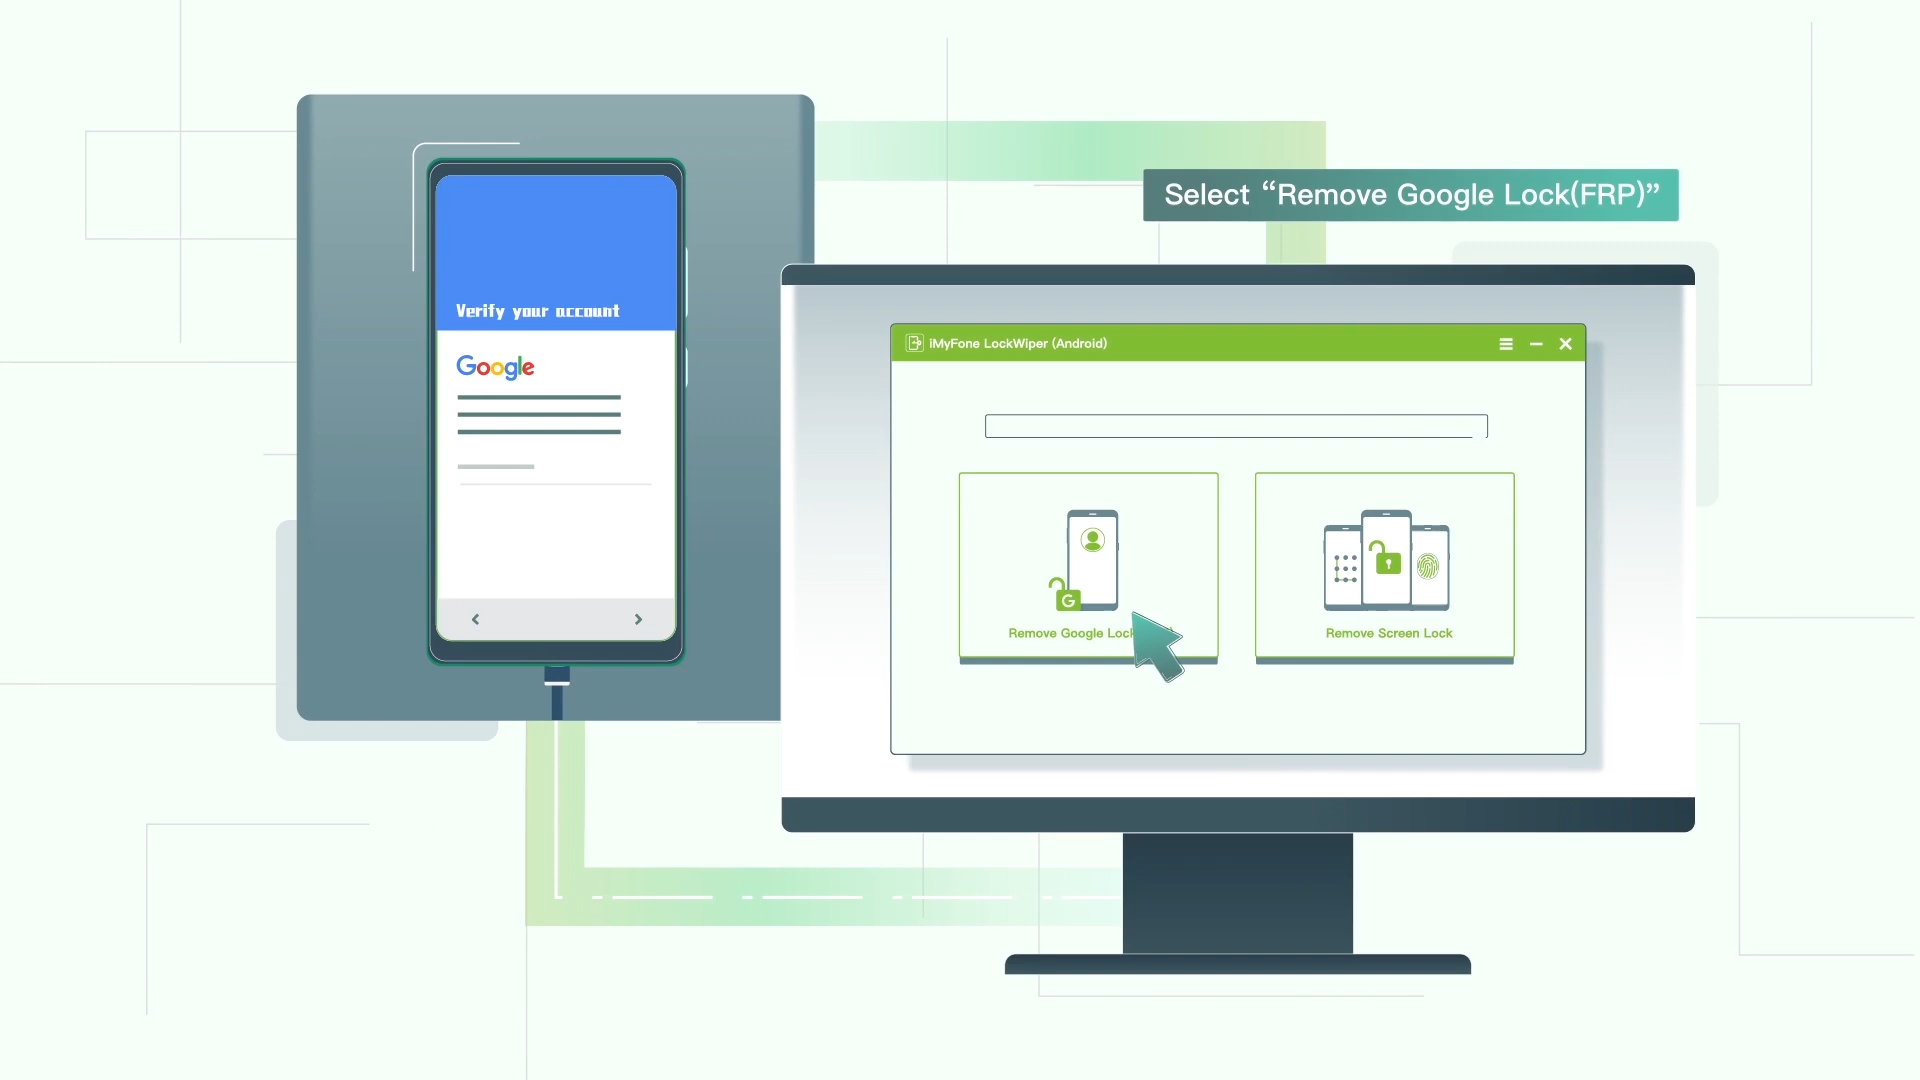 Select “Remove Google Lock(FRP)”
Verify your account
Google
iMyFone LockWiper (Android)
G
Remove Google Lock
Remove Screen Lock